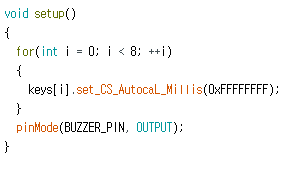 void setup()
{
  for(int i = 0; i < 8; ++i)
  {
    keys[i].set_CS_AutocaL_Millis(0xFFFFFFFF);
  }
  pinMode(BUZZER_PIN, OUTPUT);
}